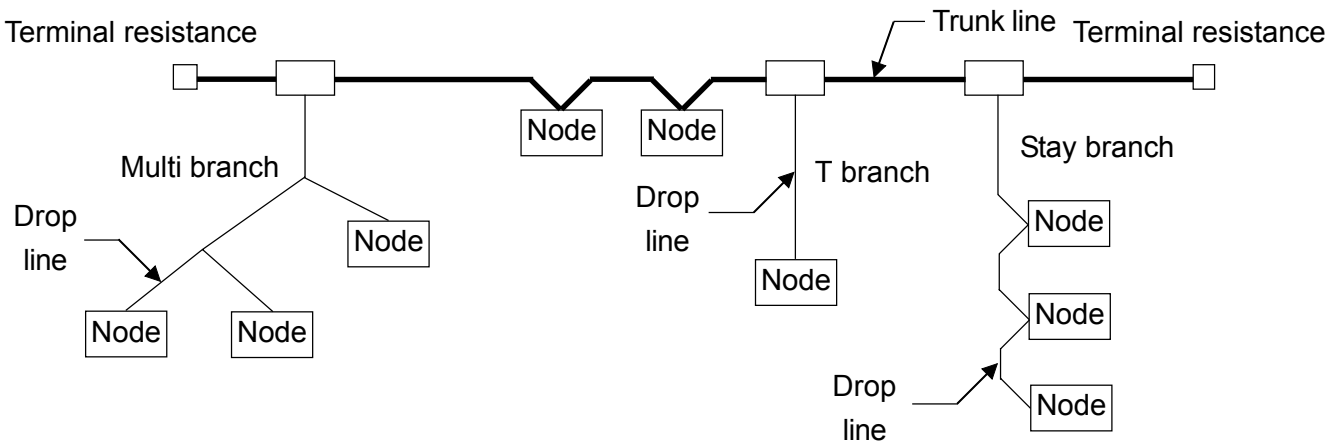 Terminal resistance
Trunk line
Terminal resistance
Node
Node
Multi branch
Stay branch
T branch
Drop
line
Drop
line
Node
Node
Node
Node
Node
Node
Drop
line
Node